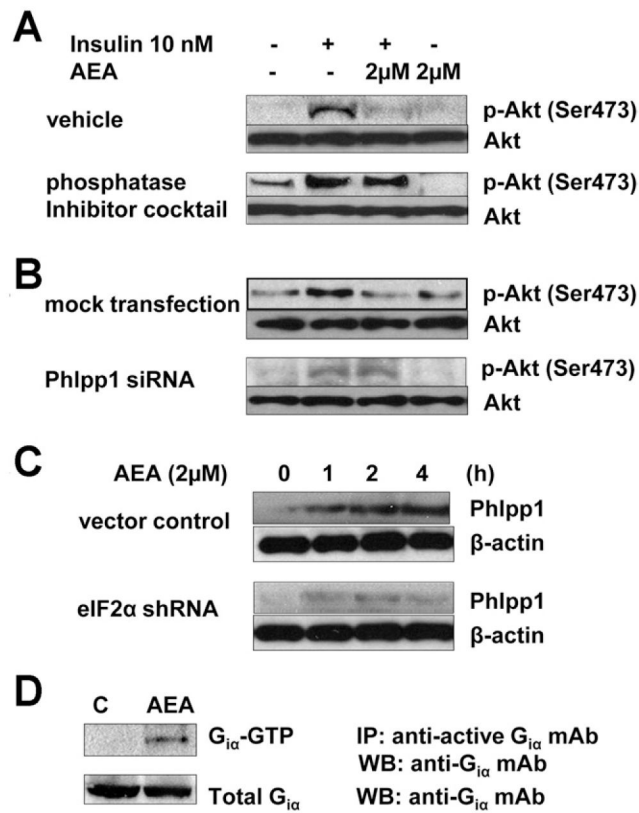 A
Insulin 10 nM - + + -
AEA - - 2µM 2µM
vehicle
p-Akt (Ser473)
Akt
phosphatase
Inhibitor cocktail
p-Akt (Ser473)
Akt
B
mock transfection
p-Akt (Ser473)
Akt
Phlpp1 siRNA
p-Akt (Ser473)
Akt
C
AEA (2µM) 0 1 2 4 (h)
vector control
Phlpp1
β-actin
eIF2α shRNA
Phlpp1
β-actin
D
C AEA
Giα-GTP
IP: anti-active Giα mAb
WB: anti-Giα mAb
Total Giα
WB: anti-Giα mAb